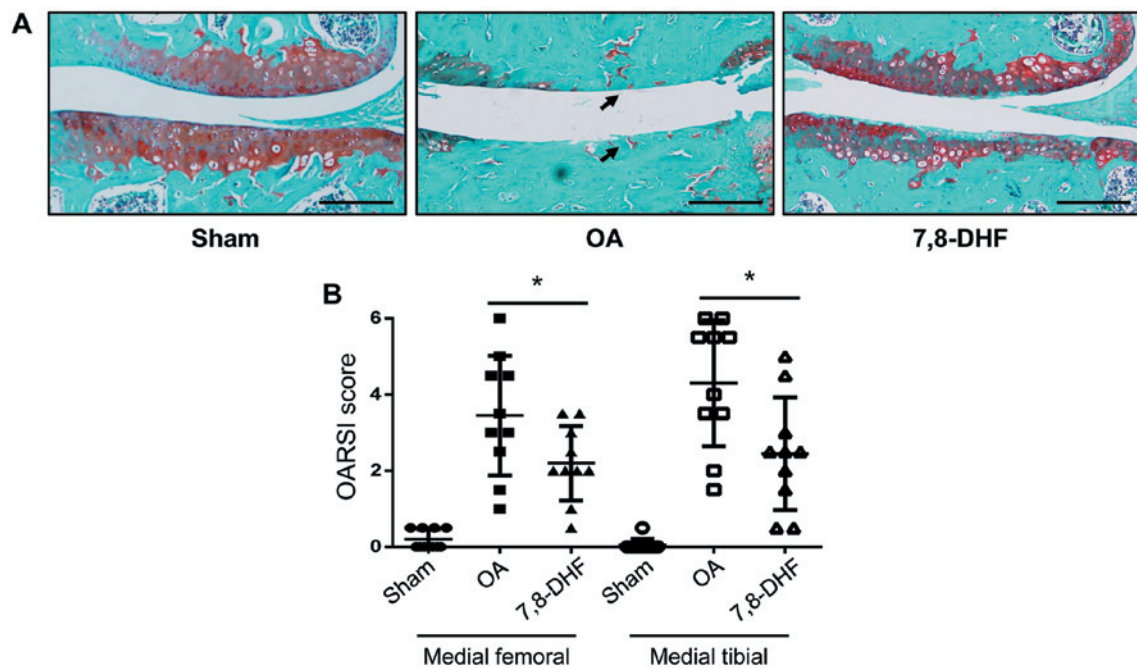 A
Sham OA 7,8-DHF
B
* *
OARSI score
6
4
2
0
Sham OA 7,8-DHF Sham OA 7,8-DHF
Medial femoral Medial tibial